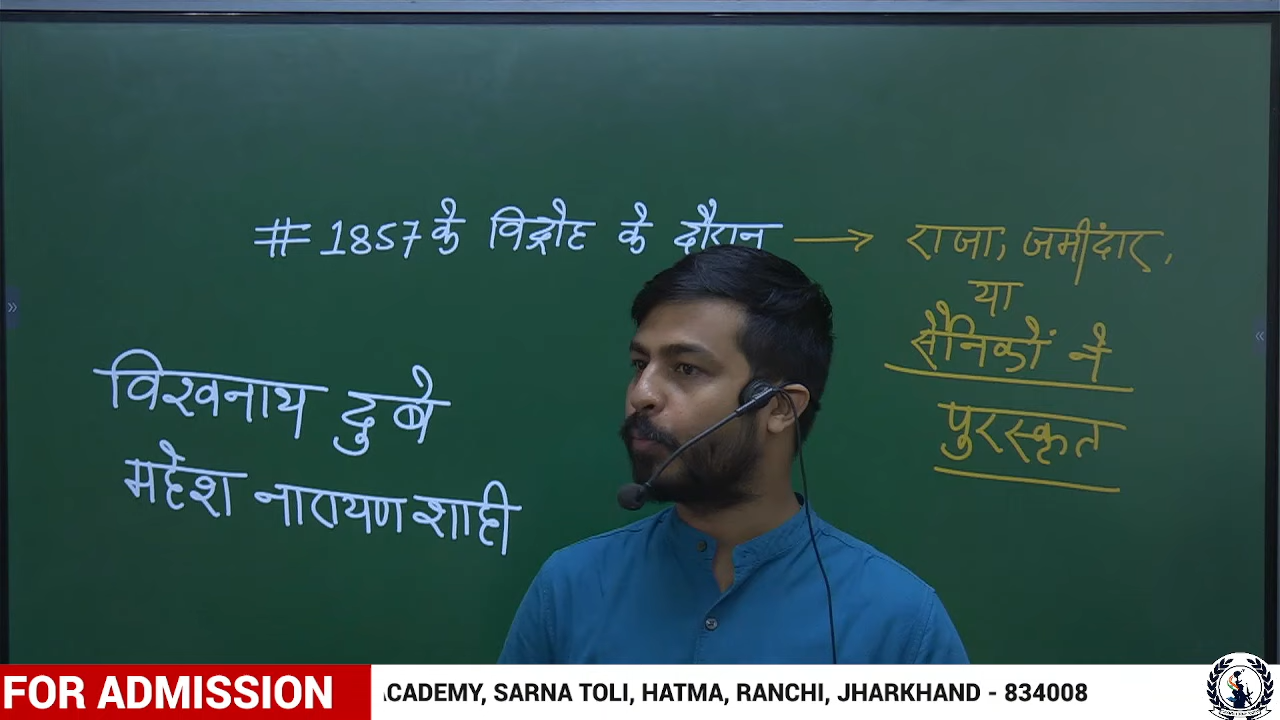 # 1857 के विद्रोह के दौरान → राजा, जमींदार,
या
सैनिकों ने
पुरस्कृत
विश्वनाथ दुबे
महेश नारायण शाही
FOR ADMISSION
ACADEMY, SARNA TOLI, HATMA, RANCHI, JHARKHAND - 834008